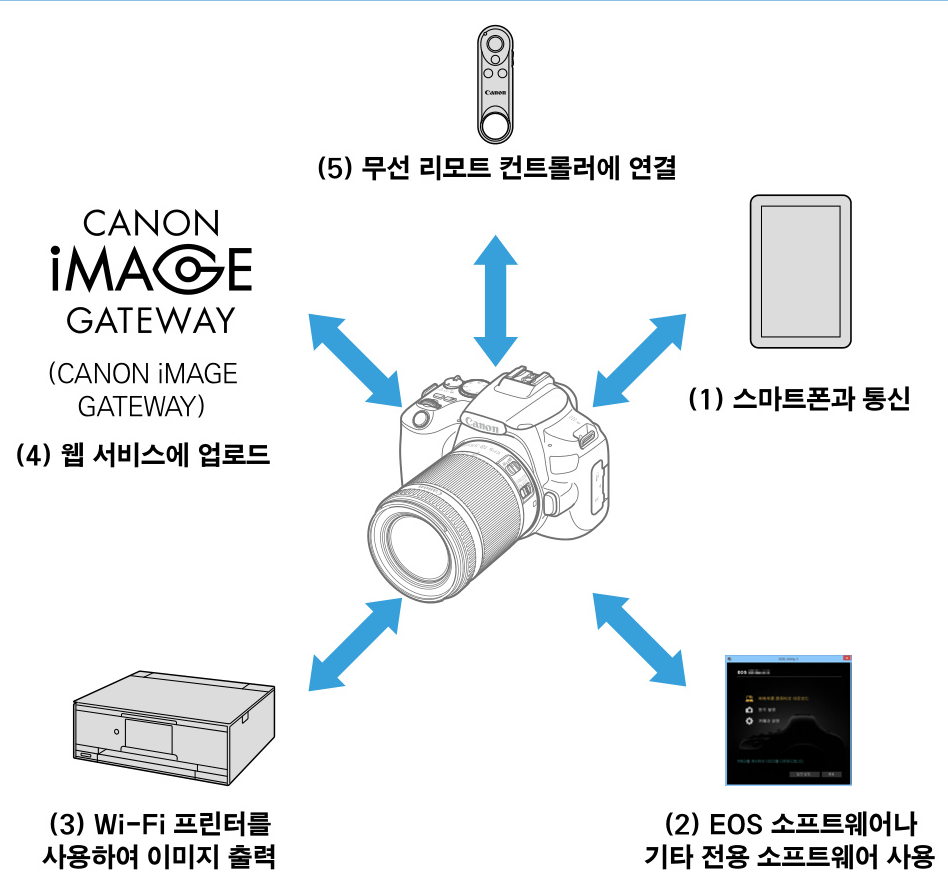 Canon
(5) 무선 리모트 컨트롤러에 연결
CANON
iMAGE
GATEWAY
(CANON iMAGE
GATEWAY)
(4) 웹 서비스에 업로드
(1) 스마트폰과 통신
Canon
(3) Wi-Fi 프린터를
사용하여 이미지 출력
EOS
(2) EOS 소프트웨어나
기타 전용 소프트웨어 사용